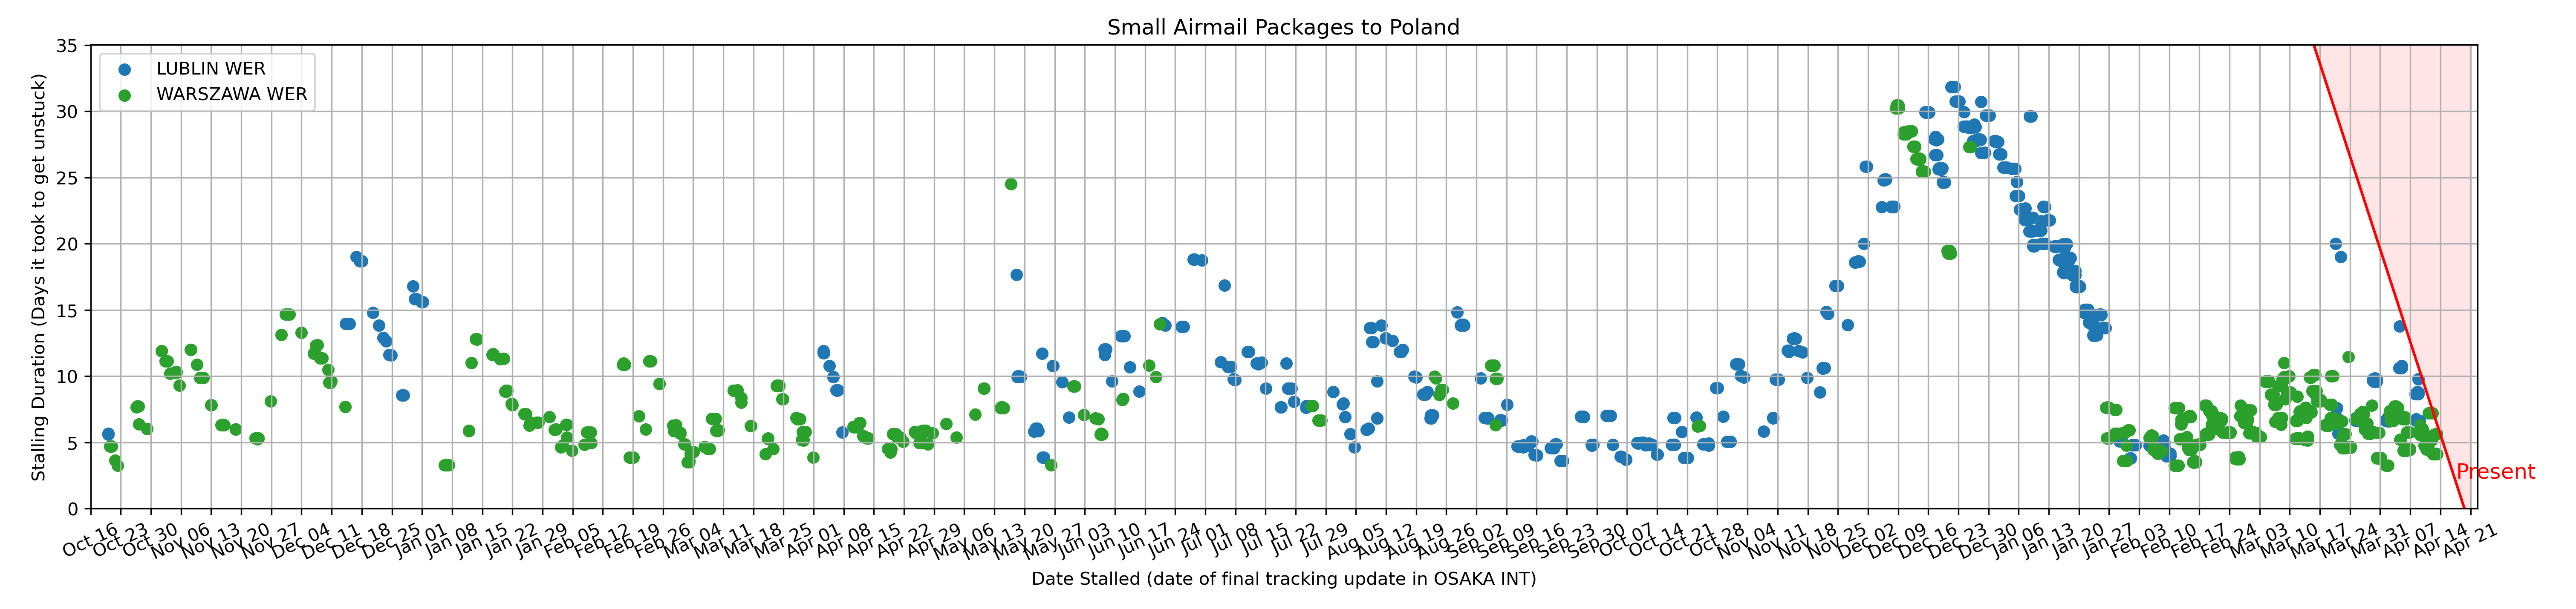 Small Airmail Packages to Poland
LUBLIN WER
WARSZAWA WER
Stalling Duration (Days it took to get unstuck)
35
30
25
20
15
10
5
0
Present
Oct 16
Oct 23
Oct 30
Nov 06
Nov 13
Nov 20
Nov 27
Dec 04
Dec 11
Dec 18
Dec 25
Jan 01
Jan 08
Jan 15
Jan 22
Jan 29
Feb 05
Feb 12
Feb 19
Feb 26
Mar 04
Mar 11
Mar 18
Mar 25
Apr 01
Apr 08
Apr 15
Apr 22
Apr 29
May 06
May 13
May 20
May 27
Jun 03
Jun 10
Jun 17
Jun 24
Jul 01
Jul 08
Jul 15
Jul 22
Jul 29
Aug 05
Aug 12
Aug 19
Aug 26
Sep 02
Sep 09
Sep 16
Sep 23
Sep 30
Oct 07
Oct 14
Oct 21
Oct 28
Nov 04
Nov 11
Nov 18
Nov 25
Dec 02
Dec 09
Dec 16
Dec 23
Dec 30
Jan 06
Jan 13
Jan 20
Jan 27
Feb 03
Feb 10
Feb 17
Feb 24
Mar 03
Mar 10
Mar 17
Mar 24
Mar 31
Apr 07
Apr 14
Apr 21
Date Stalled (date of final tracking update in OSAKA INT)